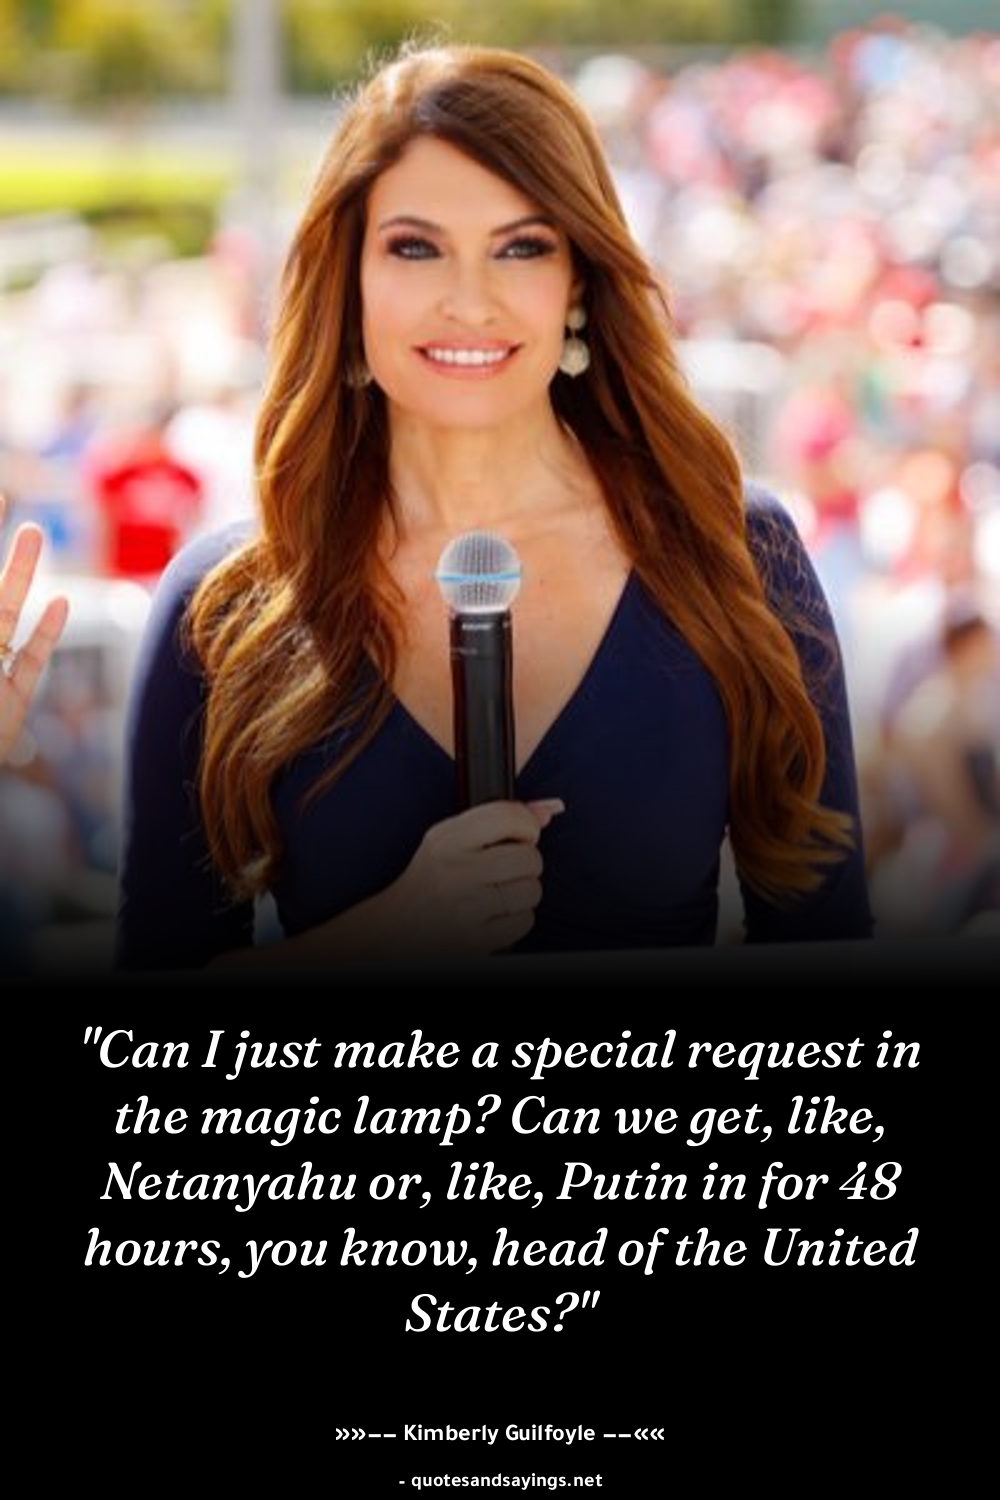 "Can I just make a special request in
the magic lamp? Can we get, like,
Netanyahu or, like, Putin in for 48
hours, you know, head of the United
States?"
»»−− Kimberly Guilfoyle −−««
- quotesandsayings.net